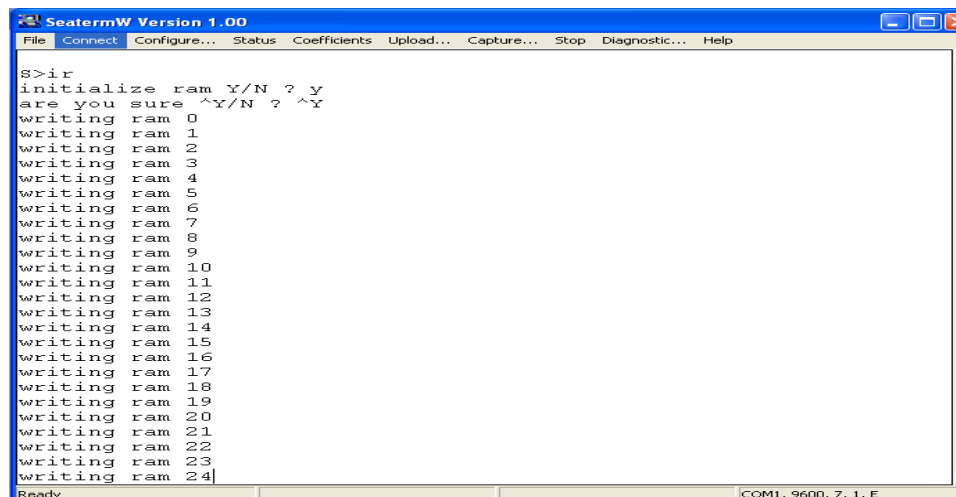 SeatermW Version 1.00
File Connect Configure... Status Coefficients Upload... Capture... Stop Diagnostic... Help
S>ir
initialize ram Y/N ? y
are you sure ^Y/N ? ^Y
writing ram 0
writing ram 1
writing ram 2
writing ram 3
writing ram 4
writing ram 5
writing ram 6
writing ram 7
writing ram 8
writing ram 9
writing ram 10
writing ram 11
writing ram 12
writing ram 13
writing ram 14
writing ram 15
writing ram 16
writing ram 17
writing ram 18
writing ram 19
writing ram 20
writing ram 21
writing ram 22
writing ram 23
writing ram 24
Ready COM1, 9600, 7, 1, E